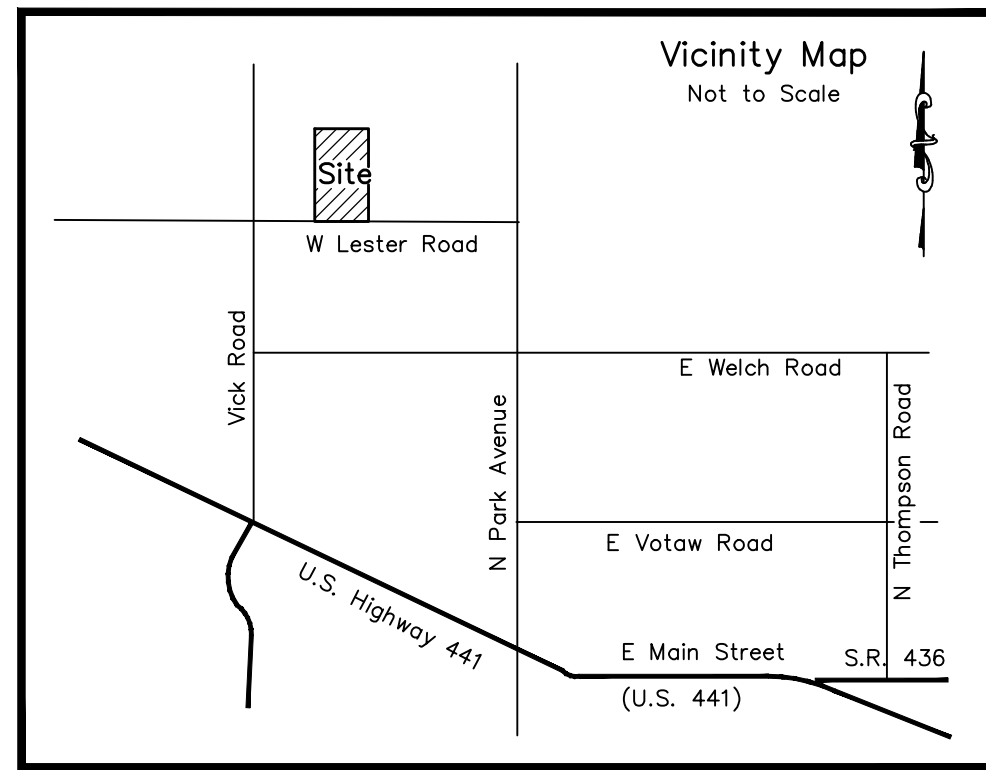 Vicinity Map
Not to Scale
Site
W Lester Road
Vick Road
E Welch Road
N Park Avenue
N Thompson Road
E Votaw Road
U.S. Highway 441
E Main Street
(U.S. 441)
S.R. 436